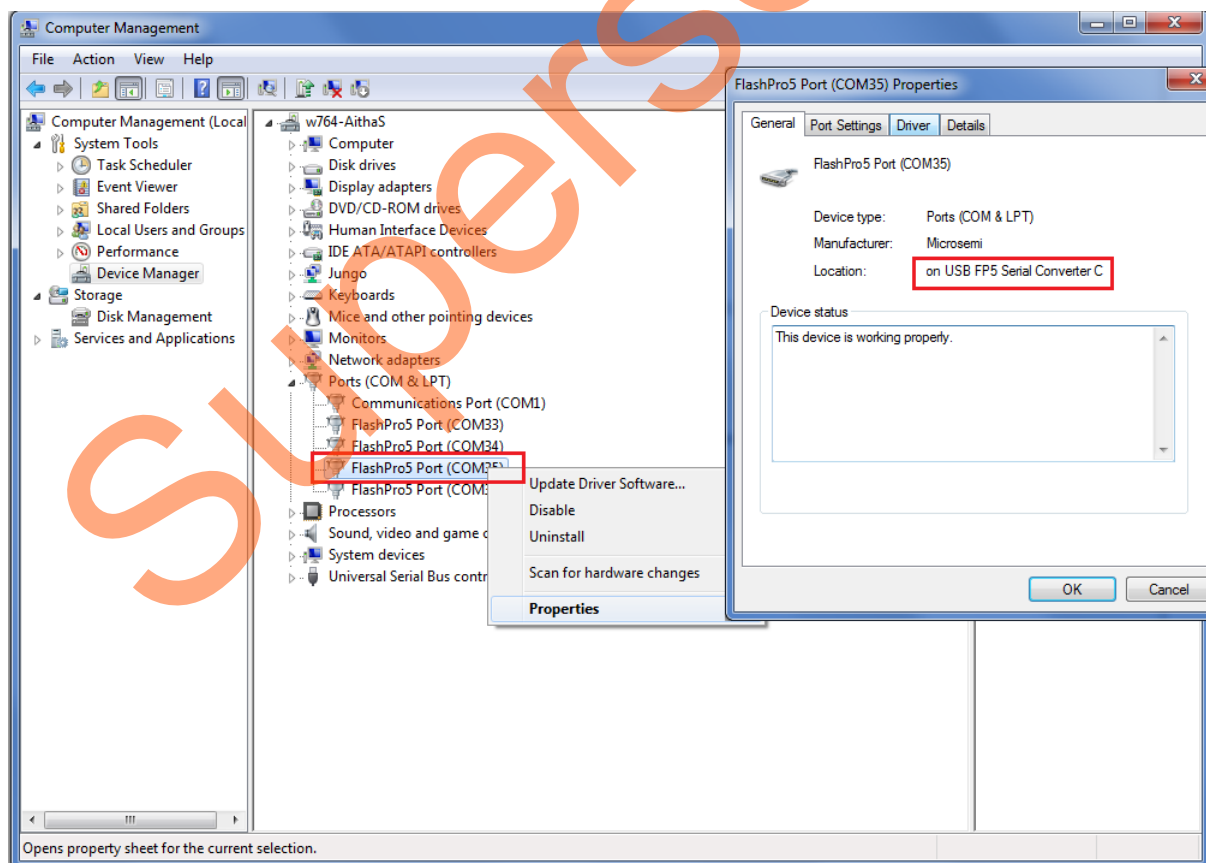 Computer Management
File Action View Help
Computer Management (Local
System Tools
Task Scheduler
Event Viewer
Shared Folders
Local Users and Groups
Performance
Device Manager
Storage
Disk Management
Services and Applications
w764-AithaS
Computer
Disk drives
Display adapters
DVD/CD-ROM drives
Human Interface Devices
IDE ATA/ATAPI controllers
Jungo
Keyboards
Mice and other pointing devices
Monitors
Network adapters
Ports (COM & LPT)
Communications Port (COM1)
FlashPro5 Port (COM33)
FlashPro5 Port (COM34)
FlashPro5 Port (COM35)
FlashPro5 Port (COM3
Processors
Sound, video and game c
System devices
Universal Serial Bus contr
Update Driver Software...
Disable
Uninstall
Scan for hardware changes
Properties
FlashPro5 Port (COM35) Properties
General Port Settings Driver Details
FlashPro5 Port (COM35)
Device type: Ports (COM & LPT)
Manufacturer: Microsemi
Location: on USB FP5 Serial Converter C
Device status
This device is working properly.
OK Cancel
Opens property sheet for the current selection.
Supers